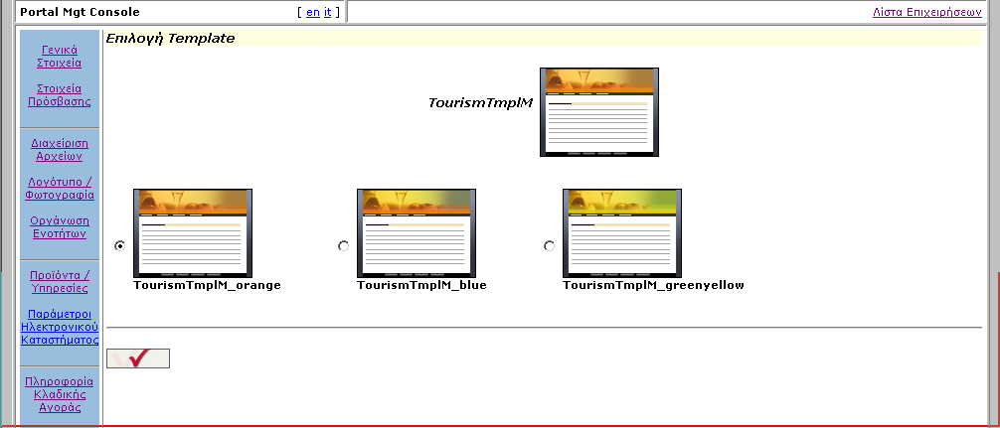 Portal Mgt Console [ en it ] Λίστα Επιχειρήσεων
Επιλογή Template
Γενικά
Στοιχεία
Στοιχεία
Πρόσβασης
Διαχείριση
Αρχείων
Λογότυπο /
Φωτογραφία
Οργάνωση
Ενοτήτων
Προϊόντα /
Υπηρεσίες
Παράμετροι
Ηλεκτρονικού
Καταστήματος
Πληροφορία
Κλαδικής
Αγοράς
TourismTmplM
TourismTmplM_orange TourismTmplM_blue TourismTmplM_greenyellow